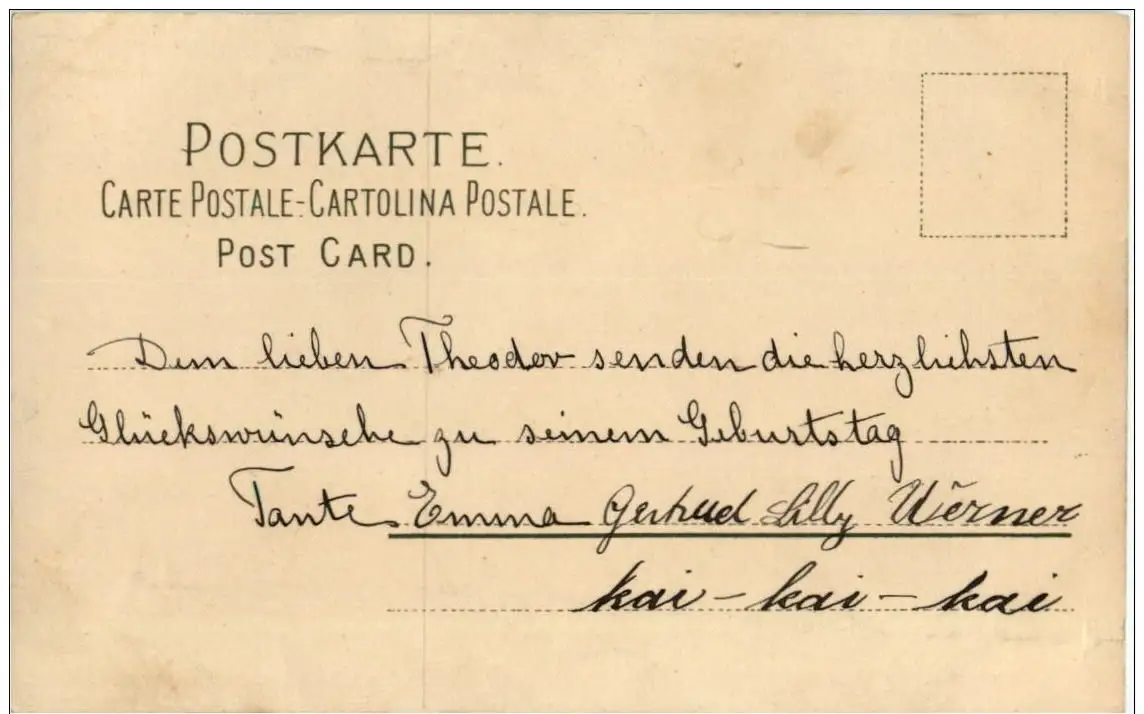 POSTKARTE.
CARTE POSTALE-CARTOLINA POSTALE.
POST CARD.
Dem lieben Theodor senden die herzlichsten
Glückswünsche zu seinem Geburtstag
Tante Emma Gertrud Lilly Werner
kai - kai - kai